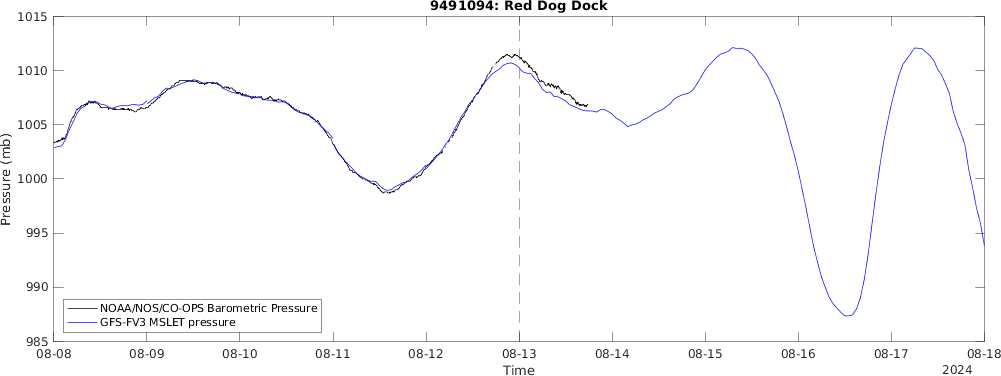 9491094: Red Dog Dock
1015
1010
1005
1000
995
990
985
Pressure (mb)
NOAA/NOS/CO-OPS Barometric Pressure
GFS-FV3 MSLET pressure
08-08 08-09 08-10 08-11 08-12 08-13 08-14 08-15 08-16 08-17 08-18
Time
2024